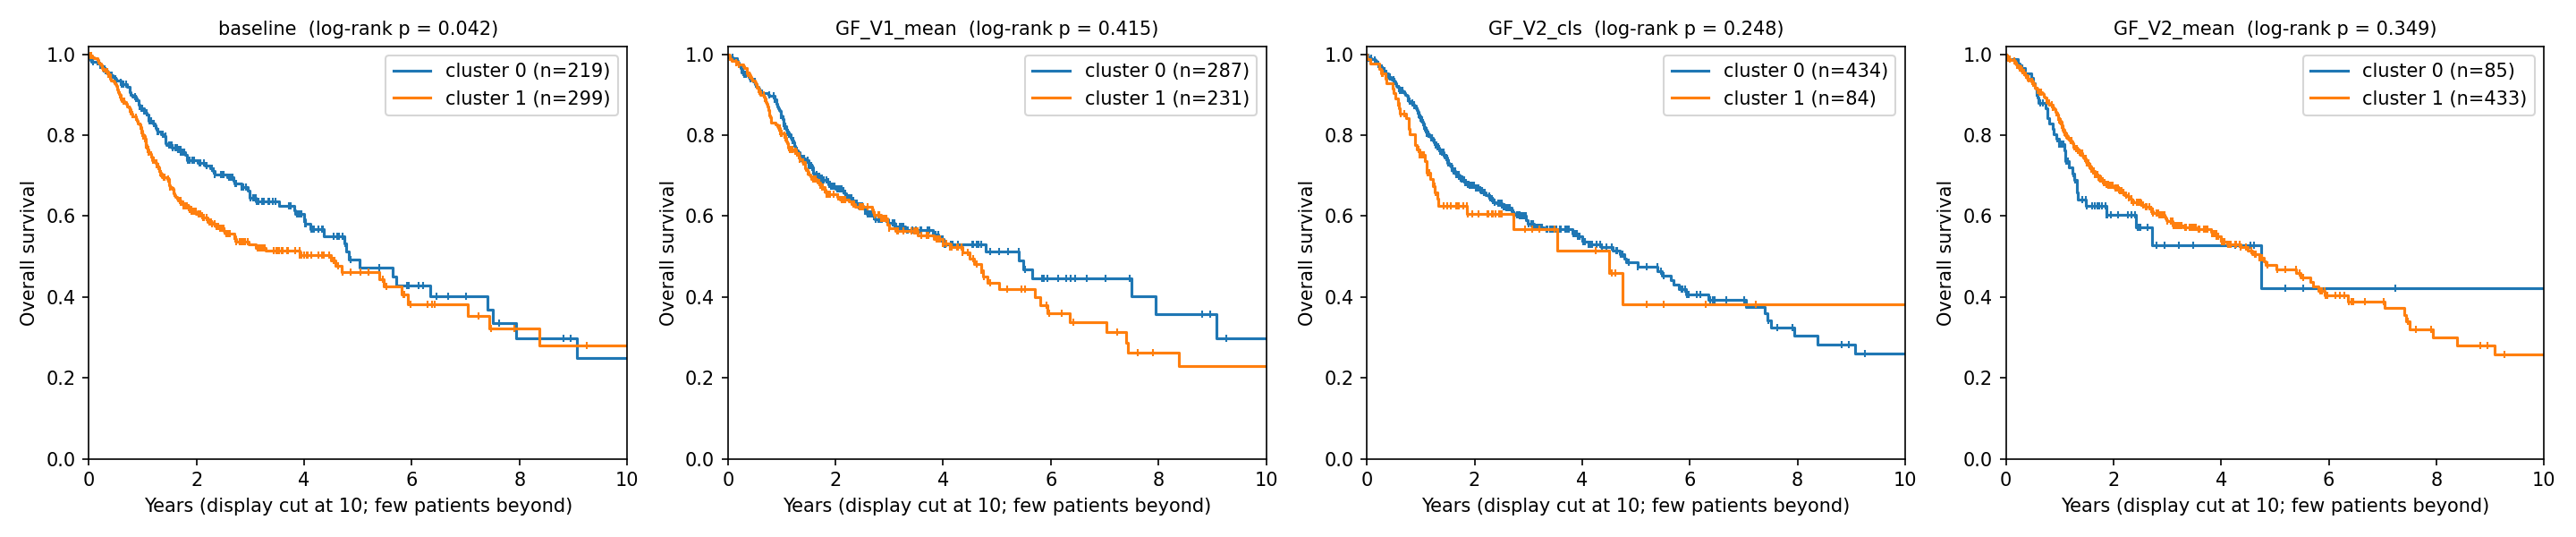 baseline  (log-rank p = 0.042)
1.0
0.8
0.6
0.4
0.2
0.0
Overall survival
cluster 0 (n=219)
cluster 1 (n=299)
0 2 4 6 8 10
Years (display cut at 10; few patients beyond)
GF_V1_mean  (log-rank p = 0.415)
1.0
0.8
0.6
0.4
0.2
0.0
Overall survival
cluster 0 (n=287)
cluster 1 (n=231)
0 2 4 6 8 10
Years (display cut at 10; few patients beyond)
GF_V2_cls  (log-rank p = 0.248)
1.0
0.8
0.6
0.4
0.2
0.0
Overall survival
cluster 0 (n=434)
cluster 1 (n=84)
0 2 4 6 8 10
Years (display cut at 10; few patients beyond)
GF_V2_mean  (log-rank p = 0.349)
1.0
0.8
0.6
0.4
0.2
0.0
Overall survival
cluster 0 (n=85)
cluster 1 (n=433)
0 2 4 6 8 10
Years (display cut at 10; few patients beyond)